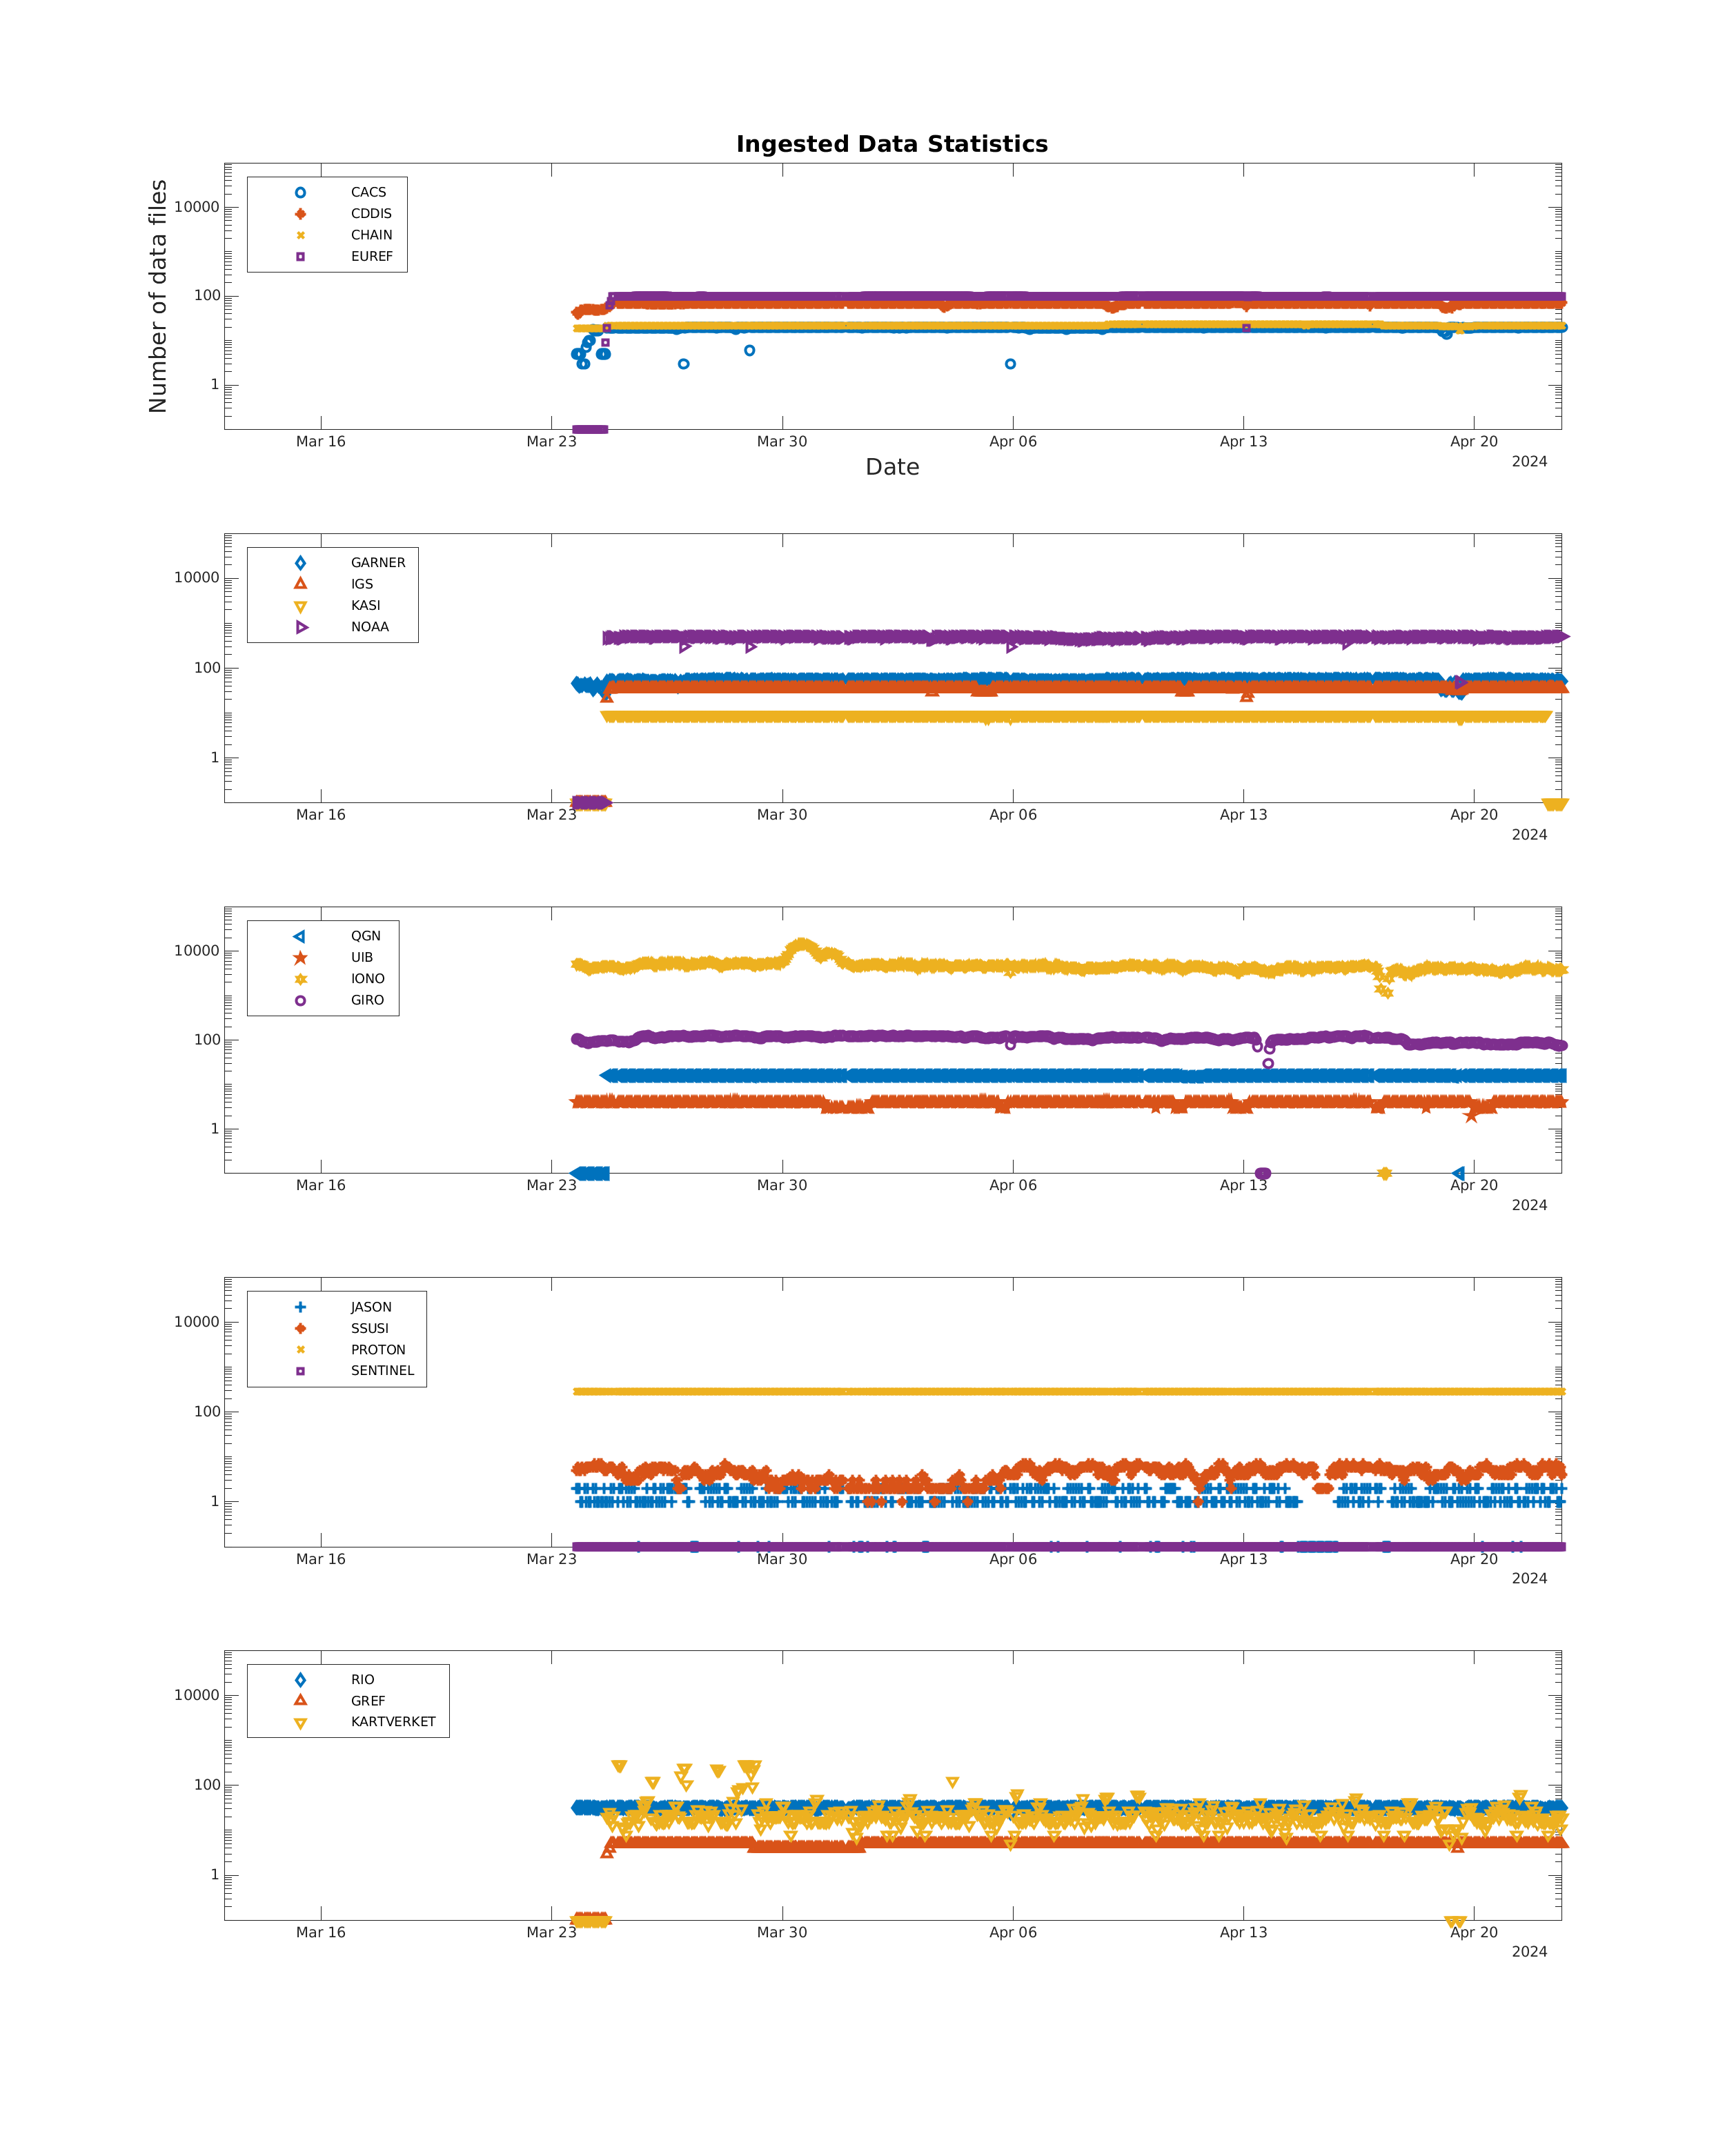 Ingested Data Statistics
Number of data files
10000
100
1
CACS
CDDIS
CHAIN
EUREF
Mar 16 Mar 23 Mar 30 Apr 06 Apr 13 Apr 20
2024
Date
10000
100
1
GARNER
IGS
KASI
NOAA
Mar 16 Mar 23 Mar 30 Apr 06 Apr 13 Apr 20
2024
10000
100
1
QGN
UIB
IONO
GIRO
Mar 16 Mar 23 Mar 30 Apr 06 Apr 13 Apr 20
2024
10000
100
1
JASON
SSUSI
PROTON
SENTINEL
Mar 16 Mar 23 Mar 30 Apr 06 Apr 13 Apr 20
2024
10000
100
1
RIO
GREF
KARTVERKET
Mar 16 Mar 23 Mar 30 Apr 06 Apr 13 Apr 20
2024